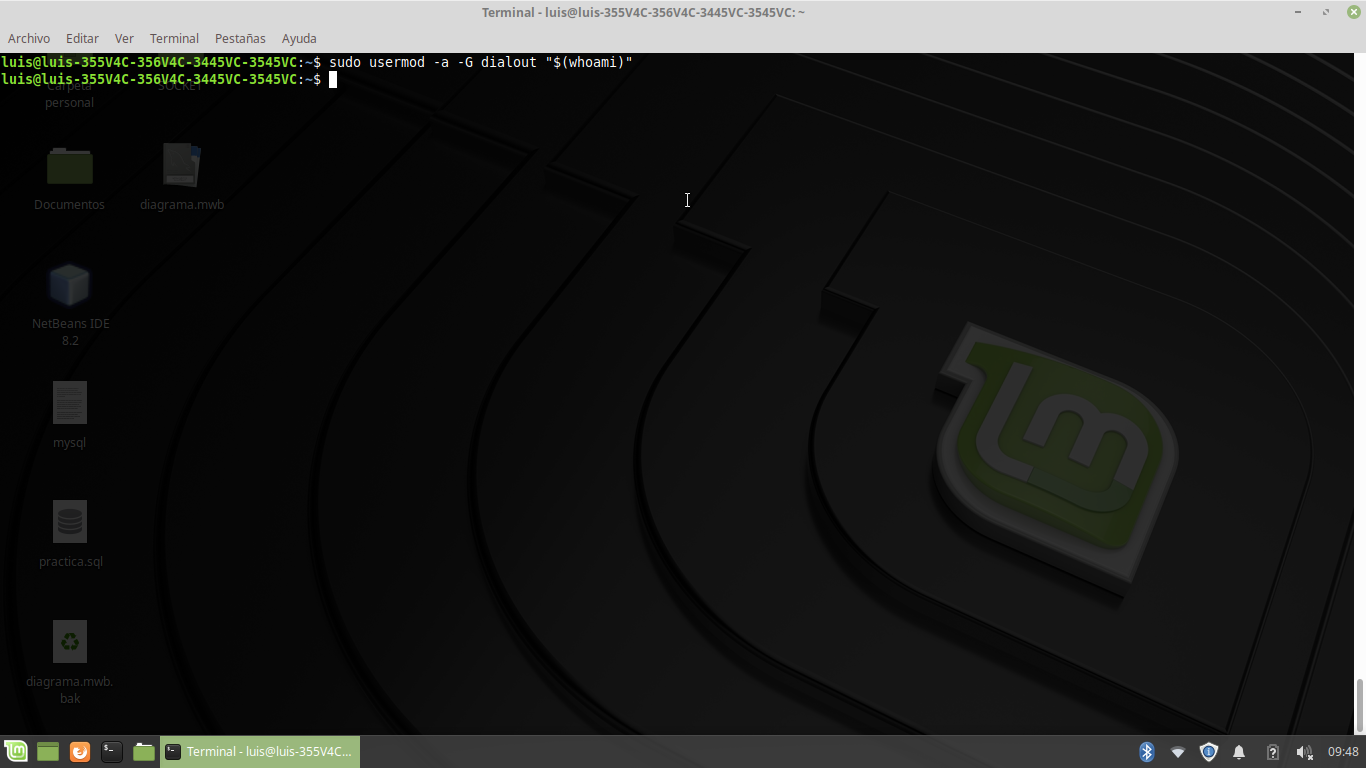 Terminal - luis@luis-355V4C-356V4C-3445VC-3545VC: ~
Archivo Editar Ver Terminal Pestañas Ayuda
luis@luis-355V4C-356V4C-3445VC-3545VC:~$ sudo usermod -a -G dialout "$(whoami)"
luis@luis-355V4C-356V4C-3445VC-3545VC:~$
Carpeta
personal
SOCKET
Documentos
diagrama.mwb
NetBeans IDE
8.2
mysql
practica.sql
diagrama.mwb.
bak
Terminal - luis@luis-355V4C...
09:48